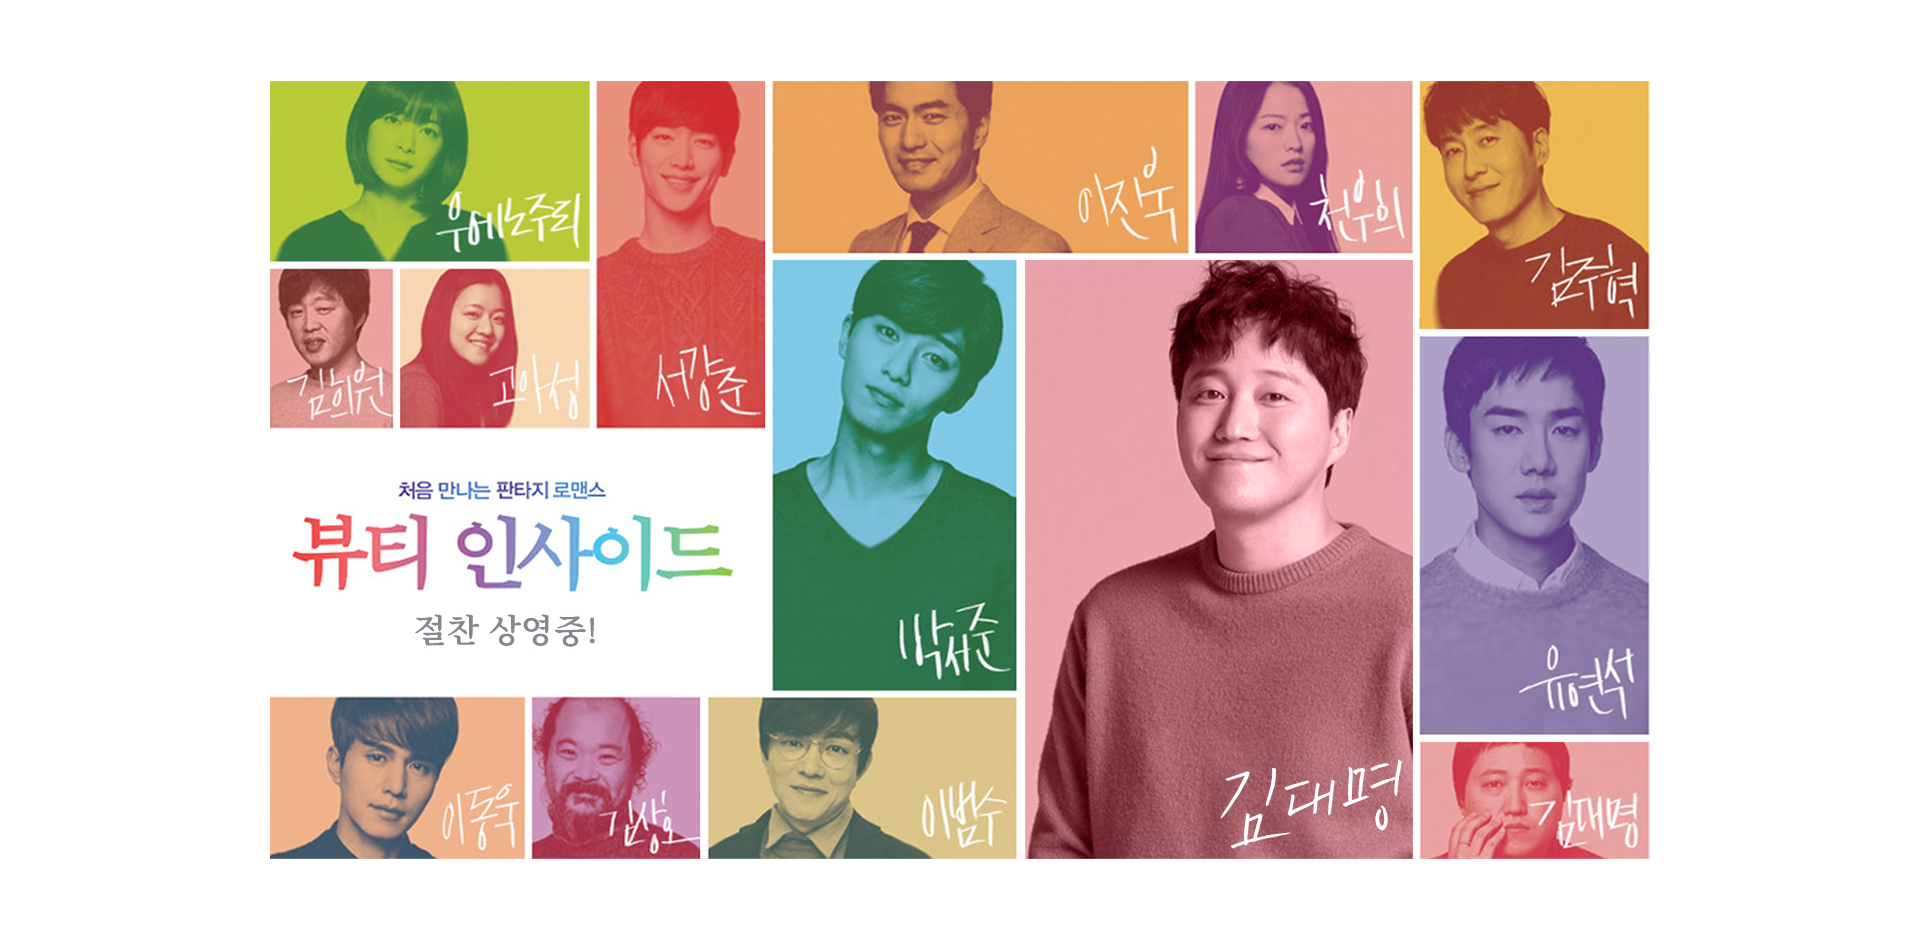 우에노주리
서강준
이진욱
천우희
김주혁
김희원
고아성
박서준
김대명
유연석
처음 만나는 판타지 로맨스
뷰티 인사이드
절찬 상영중!
이동욱
김상호
이범수
김대명